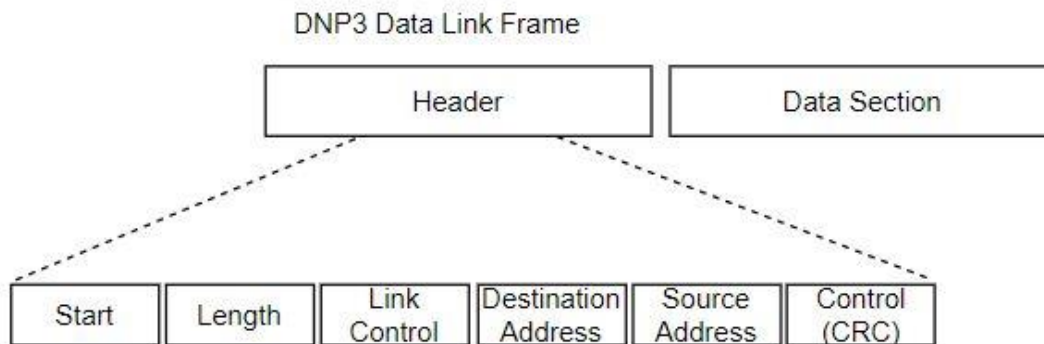 DNP3 Data Link Frame
Header
Data Section
Start
Length
Link
Control
Destination
Address
Source
Address
Control
(CRC)